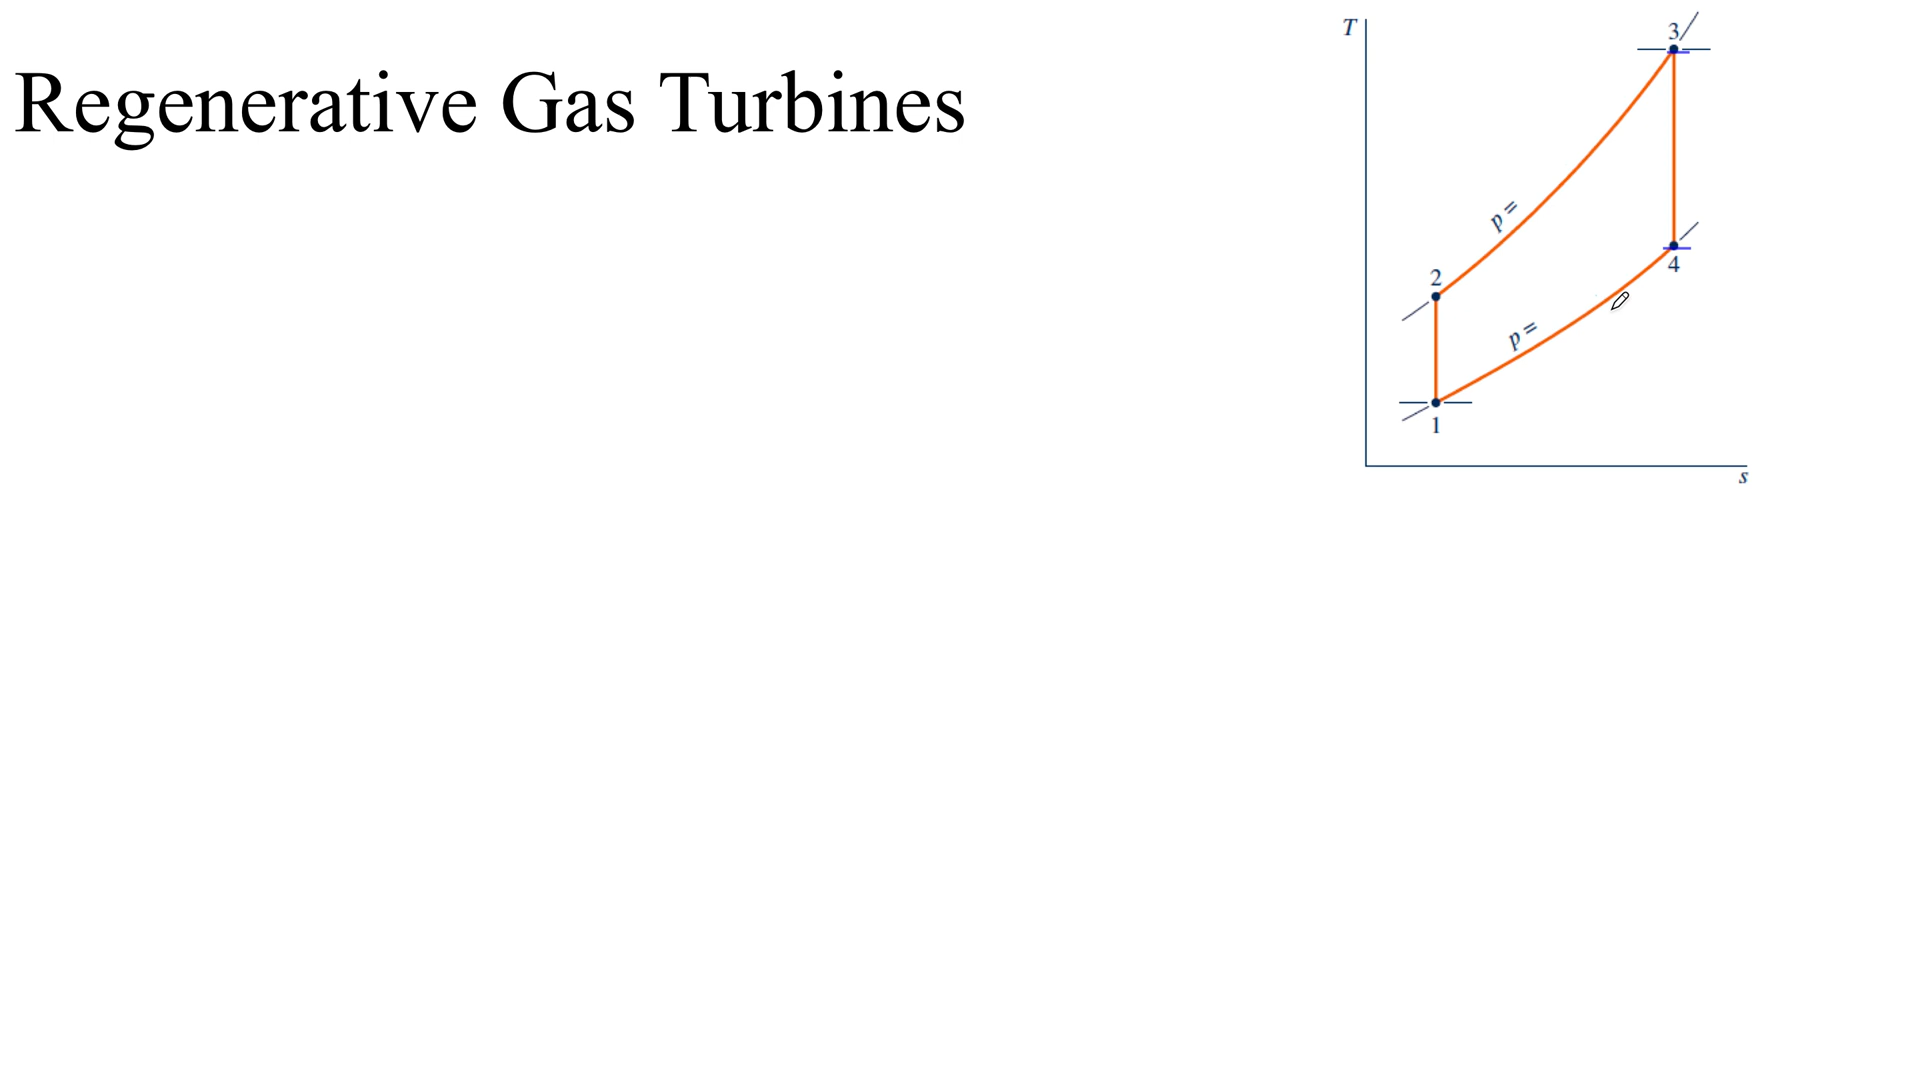 Regenerative Gas Turbines
T
3
p =
2
4
p =
1
s